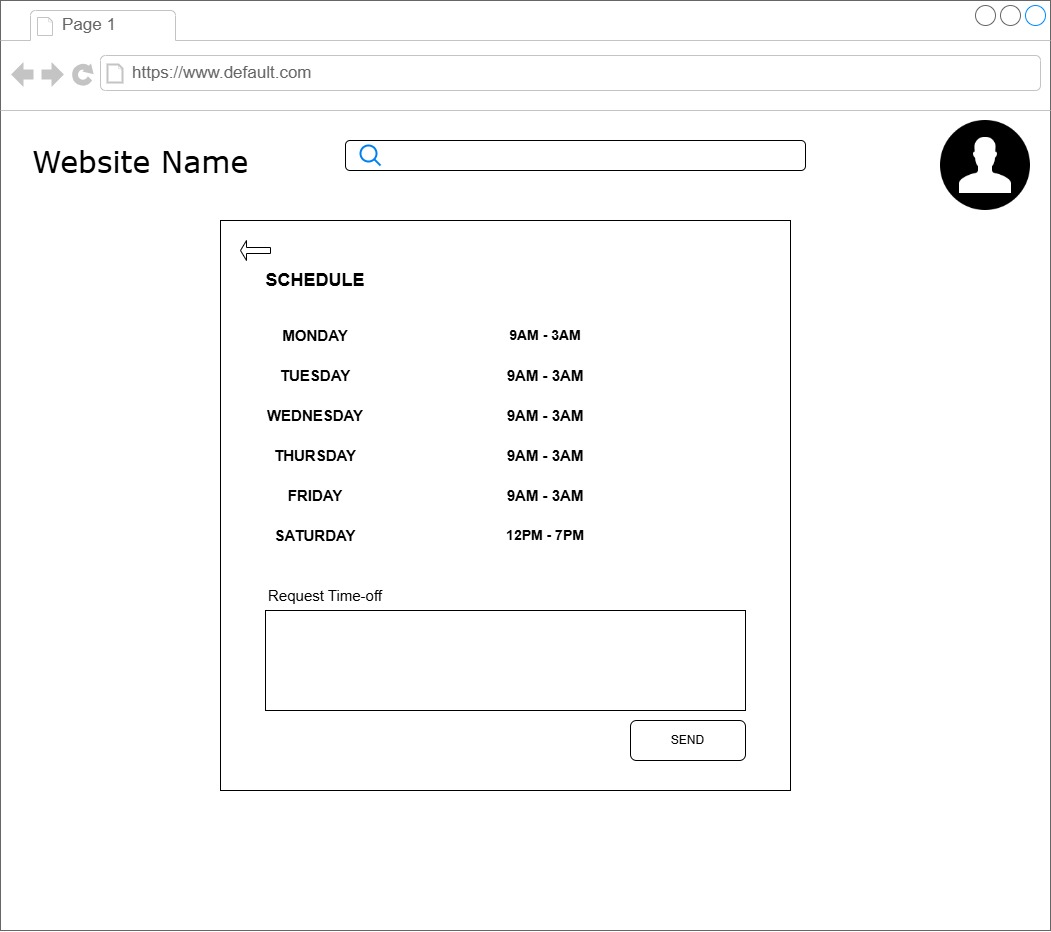 Page 1
https://www.default.com
Website Name
SCHEDULE
MONDAY 9AM - 3AM
TUESDAY 9AM - 3AM
WEDNESDAY 9AM - 3AM
THURSDAY 9AM - 3AM
FRIDAY 9AM - 3AM
SATURDAY 12PM - 7PM
Request Time-off
SEND